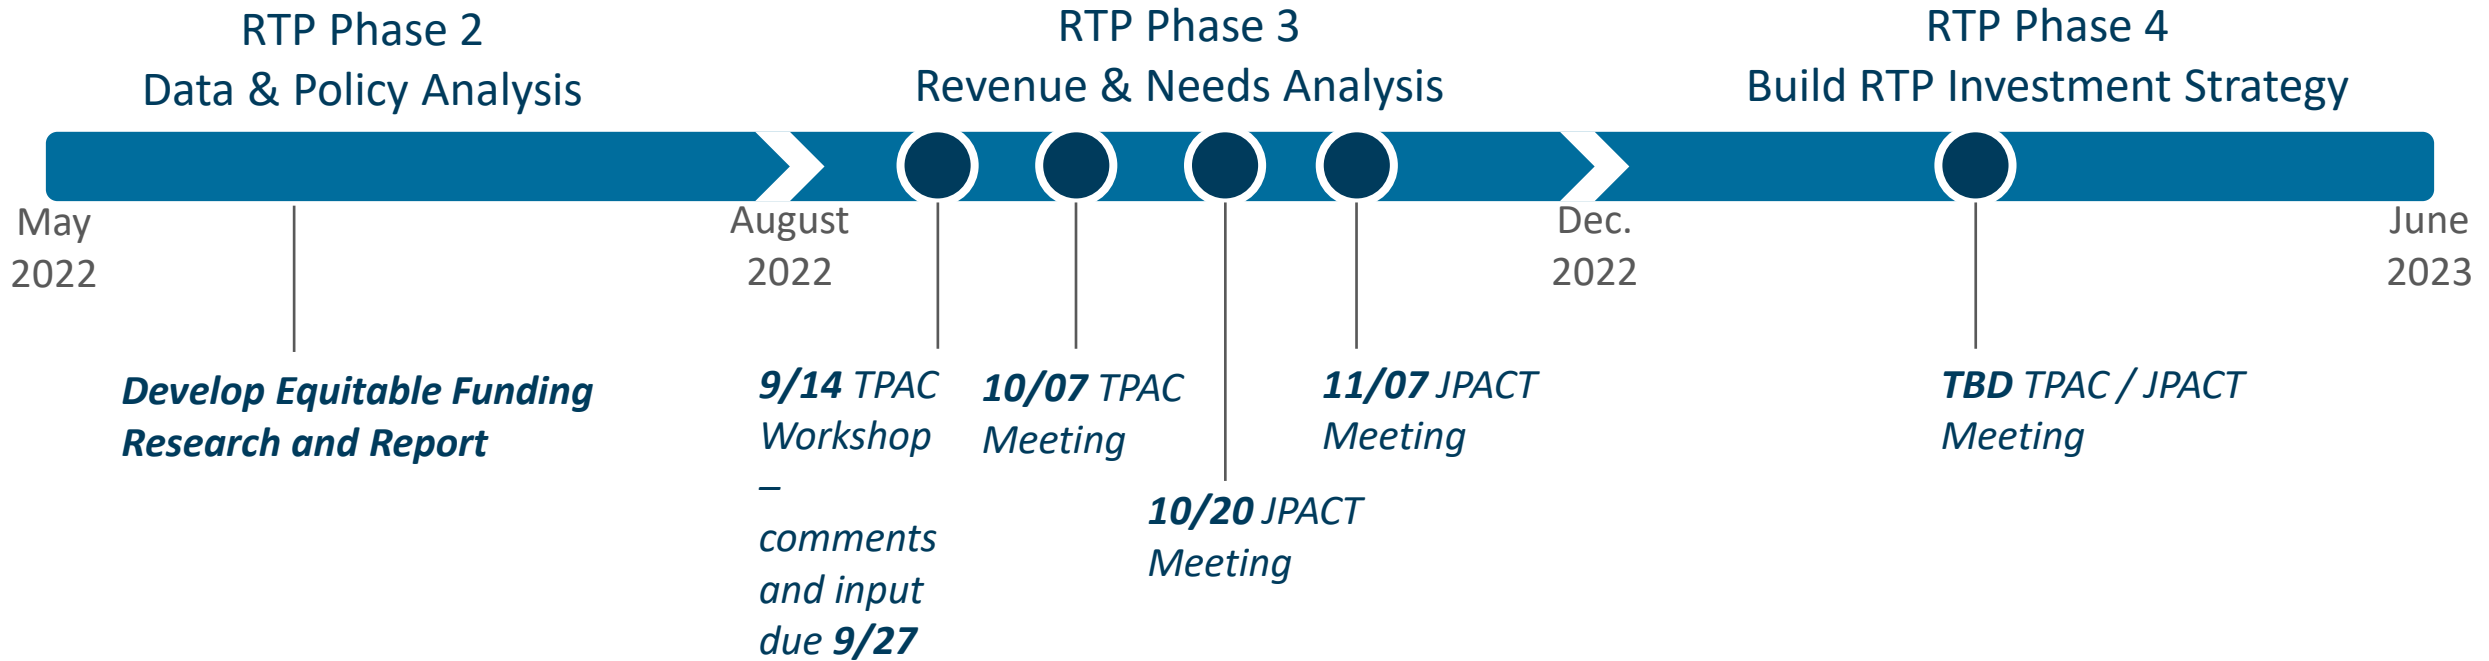 RTP Phase 2
Data & Policy Analysis
RTP Phase 3
Revenue & Needs Analysis
RTP Phase 4
Build RTP Investment Strategy
May
2022
August
2022
Dec.
2022
June
2023
Develop Equitable Funding
Research and Report
9/14 TPAC
Workshop
–
comments
and input
due 9/27
10/07 TPAC
Meeting
10/20 JPACT
Meeting
11/07 JPACT
Meeting
TBD TPAC / JPACT
Meeting